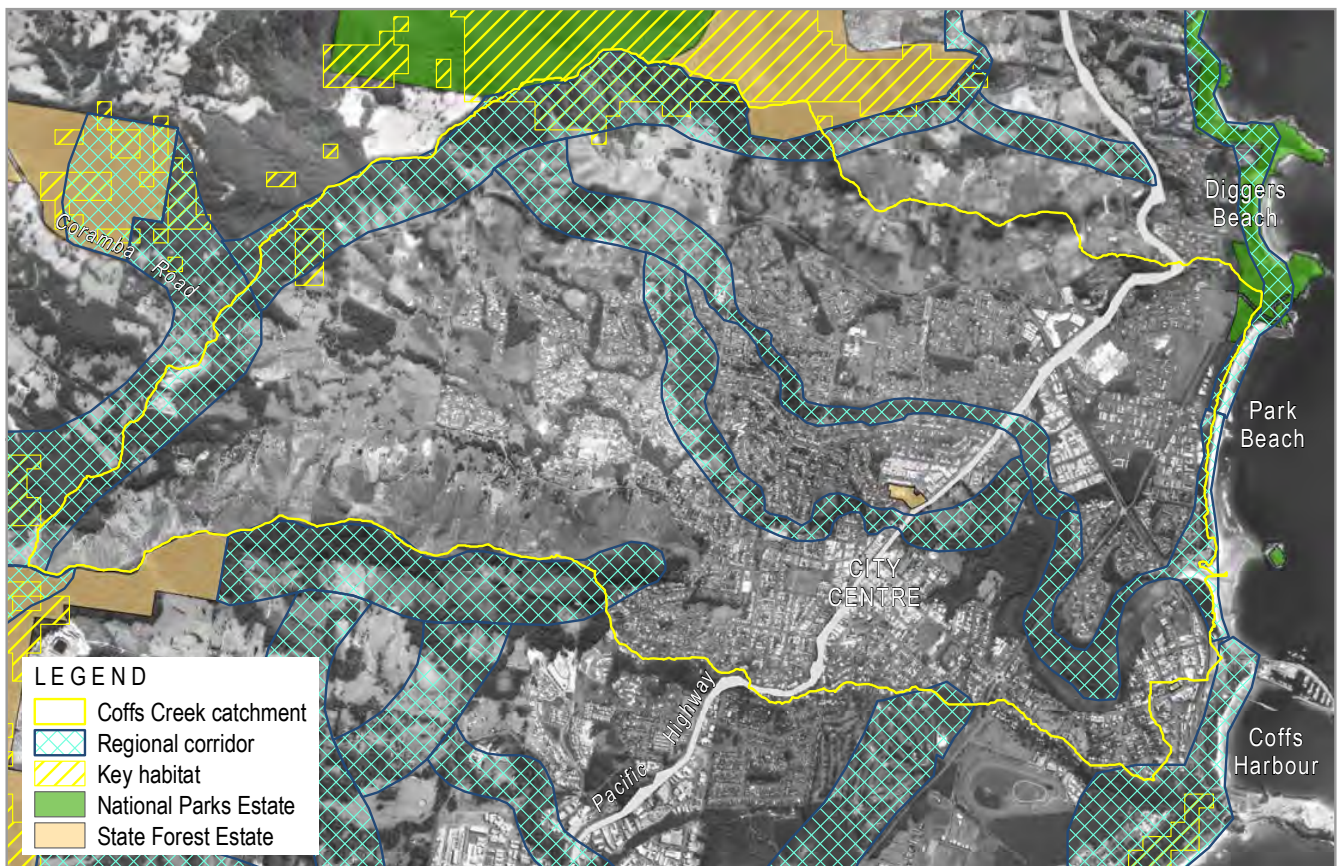 Coramba Road
Diggers
Beach
Park
Beach
CITY
CENTRE
Pacific Highway
Coffs
Harbour
LEGEND
Coffs Creek catchment
Regional corridor
Key habitat
National Parks Estate
State Forest Estate